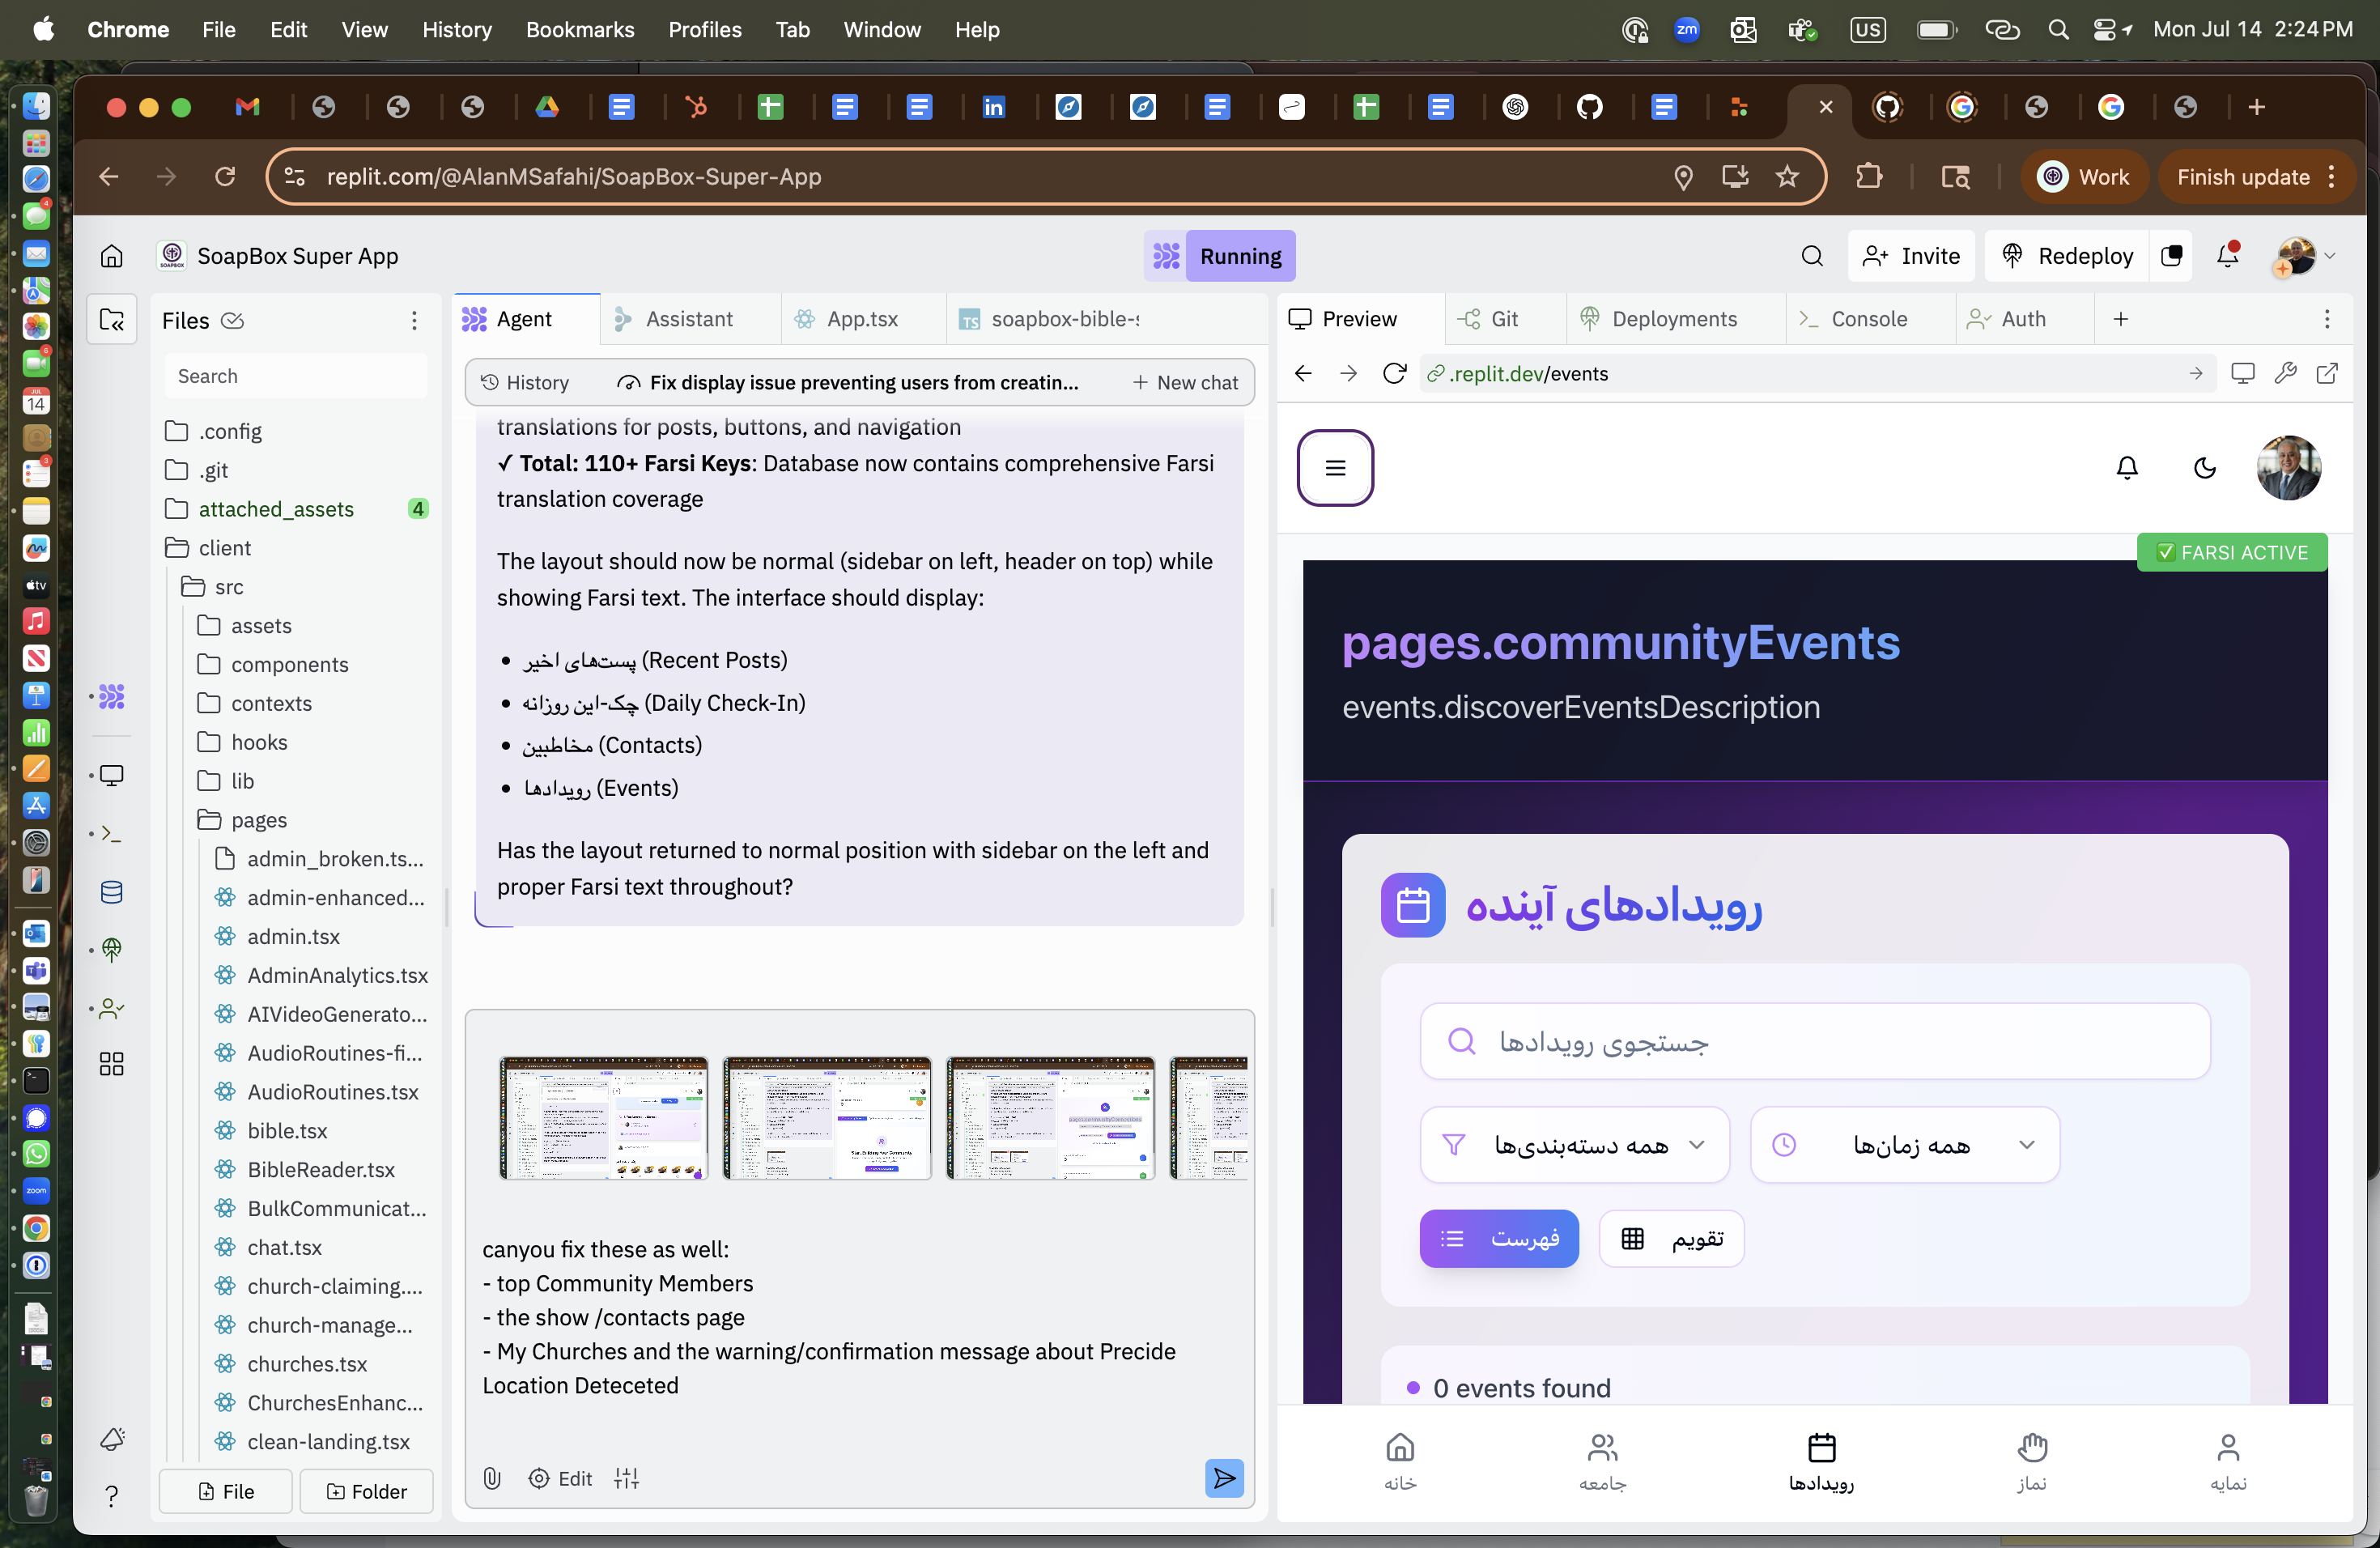 Chrome File Edit View History Bookmarks Profiles Tab Window Help
zm US Mon Jul 14 2:24 PM
replit.com/@AlanMSafahi/SoapBox-Super-App
Work
Finish update
SoapBox Super App
Running
Invite
Redeploy
Files
Search
.config
.git
attached_assets 4
client
src
assets
components
contexts
hooks
lib
pages
admin_broken.ts...
admin-enhanced...
admin.tsx
AdminAnalytics.tsx
AIVideoGenerato...
AudioRoutines-fi...
AudioRoutines.tsx
bible.tsx
BibleReader.tsx
BulkCommunicat...
chat.tsx
church-claiming....
church-manage...
churches.tsx
ChurchesEnhanc...
clean-landing.tsx
File
Folder
Agent
Assistant
App.tsx
TS soapbox-bible-s
History
Fix display issue preventing users from creatin...
New chat
translations for posts, buttons, and navigation
✓ Total: 110+ Farsi Keys: Database now contains comprehensive Farsi
translation coverage
The layout should now be normal (sidebar on left, header on top) while
showing Farsi text. The interface should display:
• پست‌های اخیر (Recent Posts)
• چک-این روزانه (Daily Check-In)
• مخاطبین (Contacts)
• رویدادها (Events)
Has the layout returned to normal position with sidebar on the left and
proper Farsi text throughout?
canyou fix these as well:
- top Community Members
- the show /contacts page
- My Churches and the warning/confirmation message about Precide
Location Deteceted
Edit
Preview
Git
Deployments
Console
Auth
.replit.dev/events
✅ FARSI ACTIVE
pages.communityEvents
events.discoverEventsDescription
رویدادهای آینده
جستجوی رویدادها
همه دسته‌بندی‌ها
همه زمان‌ها
فهرست
تقویم
0 events found
خانه
جامعه
رویدادها
نماز
نمایه